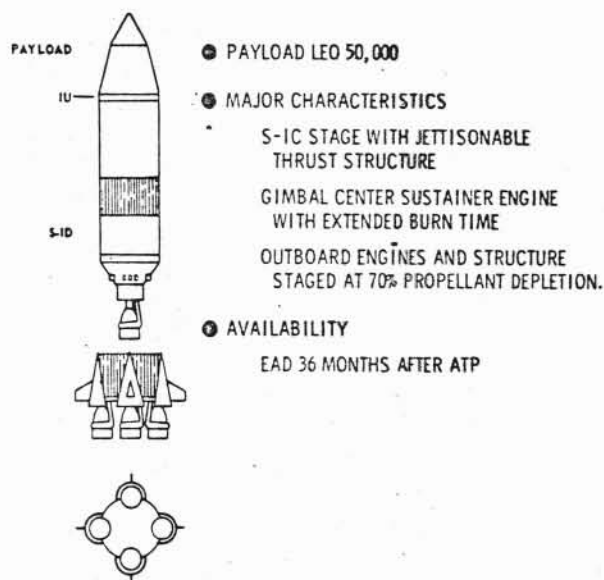 PAYLOAD
IU
S-ID
● PAYLOAD LEO 50,000
● MAJOR CHARACTERISTICS
S-IC STAGE WITH JETTISONABLE
THRUST STRUCTURE
GIMBAL CENTER SUSTAINER ENGINE
WITH EXTENDED BURN TIME
OUTBOARD ENGINES AND STRUCTURE
STAGED AT 70% PROPELLANT DEPLETION.
● AVAILABILITY
EAD 36 MONTHS AFTER ATP